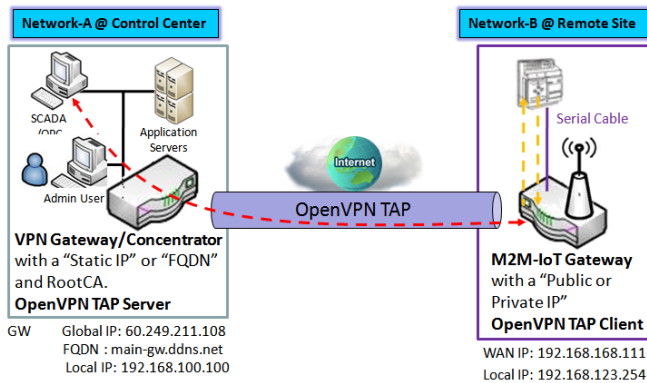 Network-A @ Control Center
Network-B @ Remote Site
SCADA
Application
Servers
Admin User
Serial Cable
Internet
OpenVPN TAP
VPN Gateway/Concentrator
with a “Static IP” or “FQDN”
and RootCA.
OpenVPN TAP Server
M2M-IoT Gateway
with a “Public or
Private IP”
OpenVPN TAP Client
GW Global IP: 60.249.211.108
FQDN : main-gw.ddns.net
Local IP: 192.168.100.100
WAN IP: 192.168.168.111
Local IP: 192.168.123.254